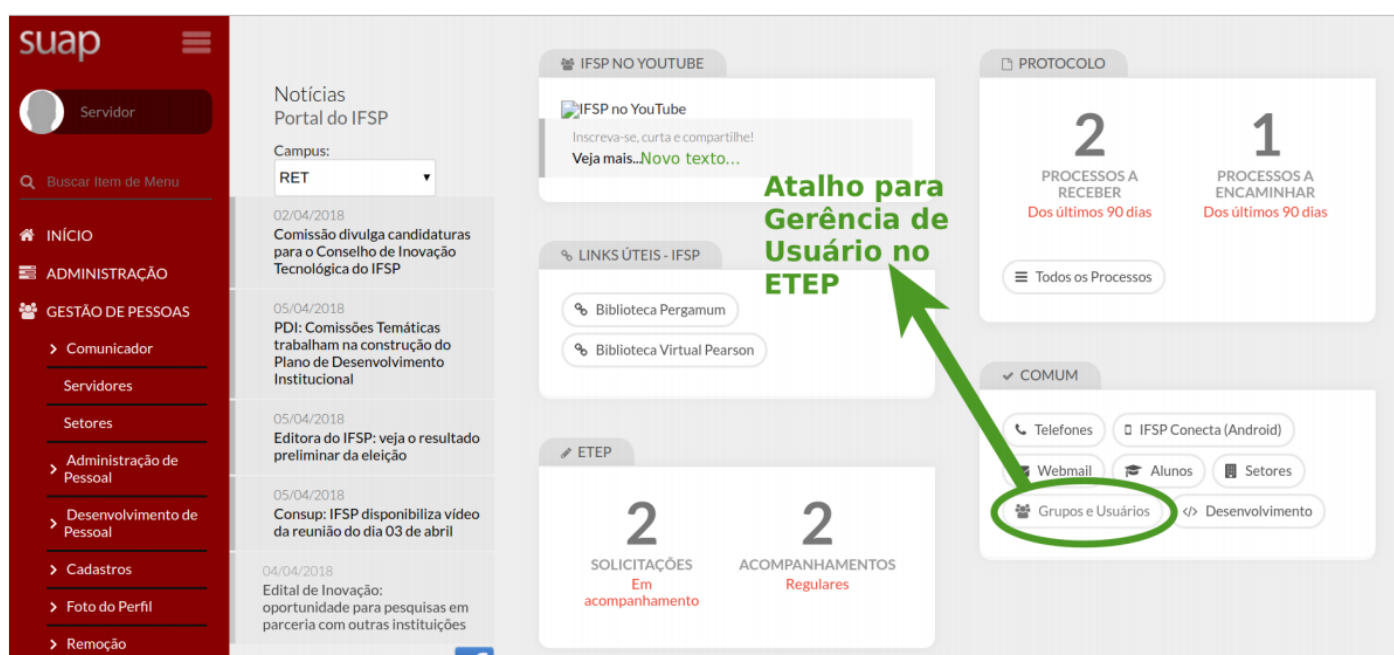 suap
Servidor
Buscar Item de Menu
INÍCIO
ADMINISTRAÇÃO
GESTÃO DE PESSOAS
Comunicador
Servidores
Setores
Administração de
Pessoal
Desenvolvimento de
Pessoal
Cadastros
Foto do Perfil
Remoção
Notícias
Portal do IFSP
Campus:
RET
02/04/2018
Comissão divulga candidaturas
para o Conselho de Inovação
Tecnológica do IFSP
05/04/2018
PDI: Comissões Temáticas
trabalham na construção do
Plano de Desenvolvimento
Institucional
05/04/2018
Editora do IFSP: veja o resultado
preliminar da eleição
05/04/2018
Consup: IFSP disponibiliza vídeo
da reunião do dia 03 de abril
04/04/2018
Edital de Inovação:
oportunidade para pesquisas em
parceria com outras instituições
IFSP NO YOUTUBE
IFSP no YouTube
Inscreva-se, curta e compartilhe!
Veja mais...Novo texto...
Atalho para
Gerência de
Usuário no
ETEP
LINKS ÚTEIS - IFSP
Biblioteca Pergamum
Biblioteca Virtual Pearson
ETEP
2 2
SOLICITAÇÕES ACOMPANHAMENTOS
Em Regulares
acompanhamento
PROTOCOLO
2 1
PROCESSOS A PROCESSOS A
RECEBER ENCAMINHAR
Dos últimos 90 dias Dos últimos 90 dias
Todos os Processos
COMUM
Telefones IFSP Conecta (Android)
Webmail Alunos Setores
Grupos e Usuários Desenvolvimento